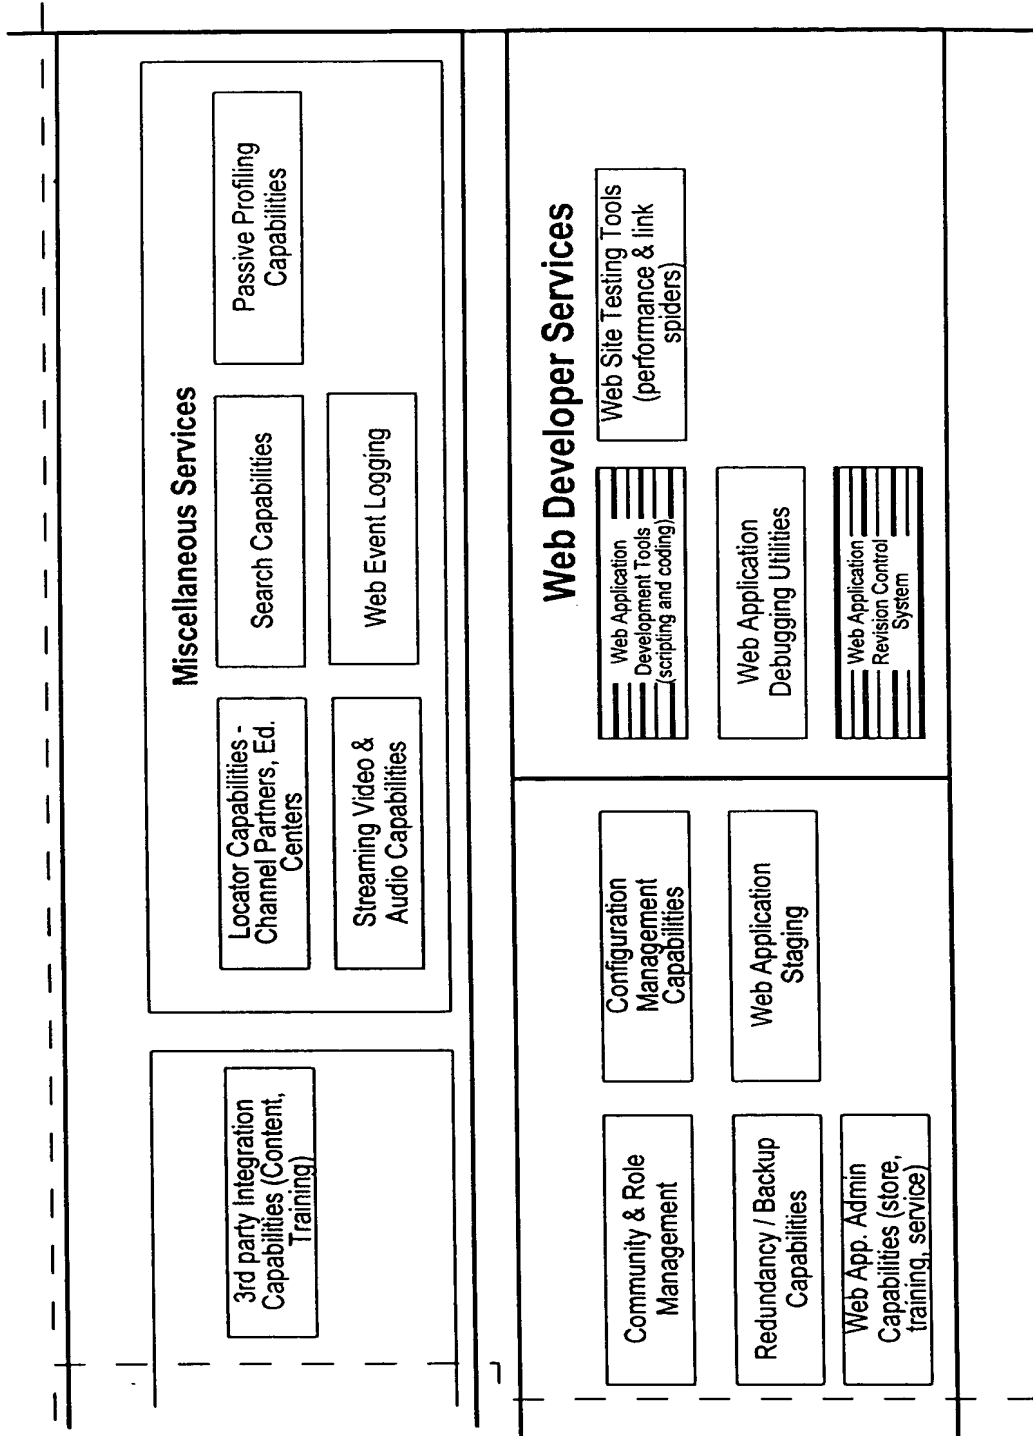 Miscellaneous Services
3rd party Integration
Capabilities (Content,
Training)
Locator Capabilities -
Channel Partners, Ed.
Centers
Search Capabilities
Passive Profiling
Capabilities
Streaming Video &
Audio Capabilities
Web Event Logging
Web Developer Services
Community & Role
Management
Configuration
Management
Capabilities
Web Application
Development Tools
(scripting and coding)
Web Site Testing Tools
(performance & link
spiders)
Redundancy / Backup
Capabilities
Web Application
Staging
Web Application
Debugging Utilities
Web App. Admin
Capabilities (store,
training, service)
Web Application
Revision Control
System